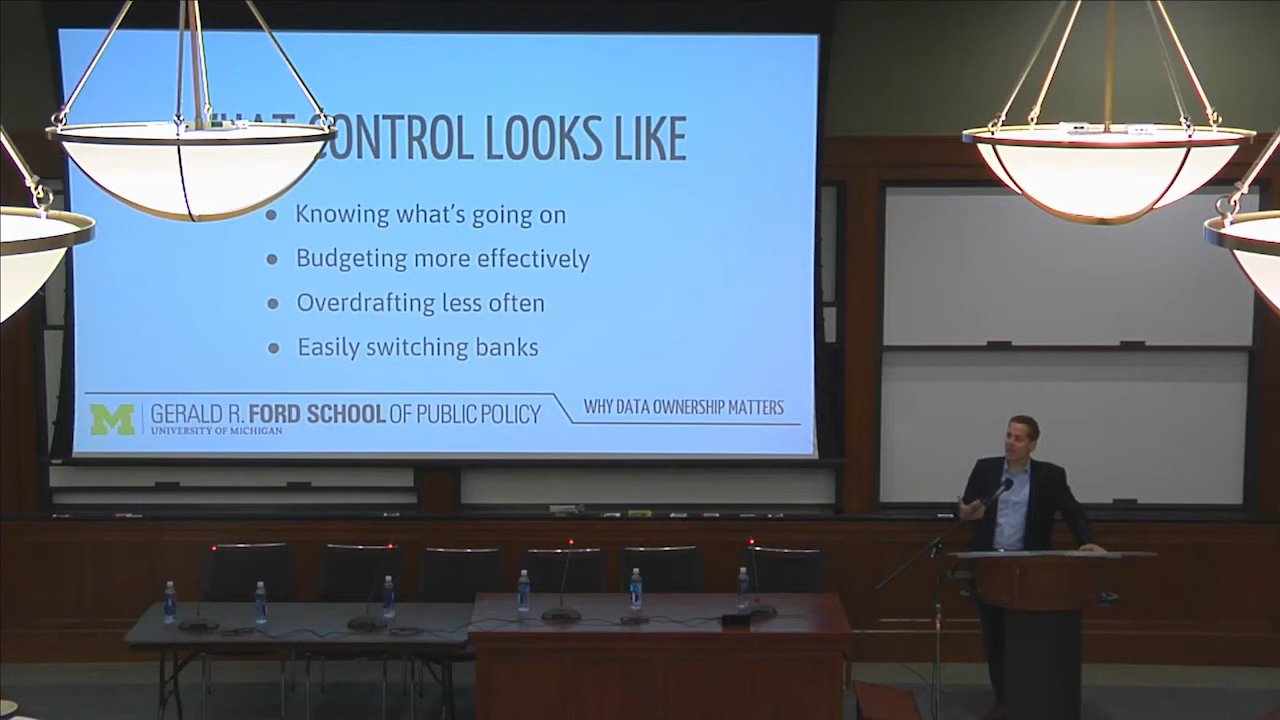 WHAT CONTROL LOOKS LIKE
Knowing what's going on
Budgeting more effectively
Overdrafting less often
Easily switching banks
M GERALD R. FORD SCHOOL OF PUBLIC POLICY
UNIVERSITY OF MICHIGAN
WHY DATA OWNERSHIP MATTERS